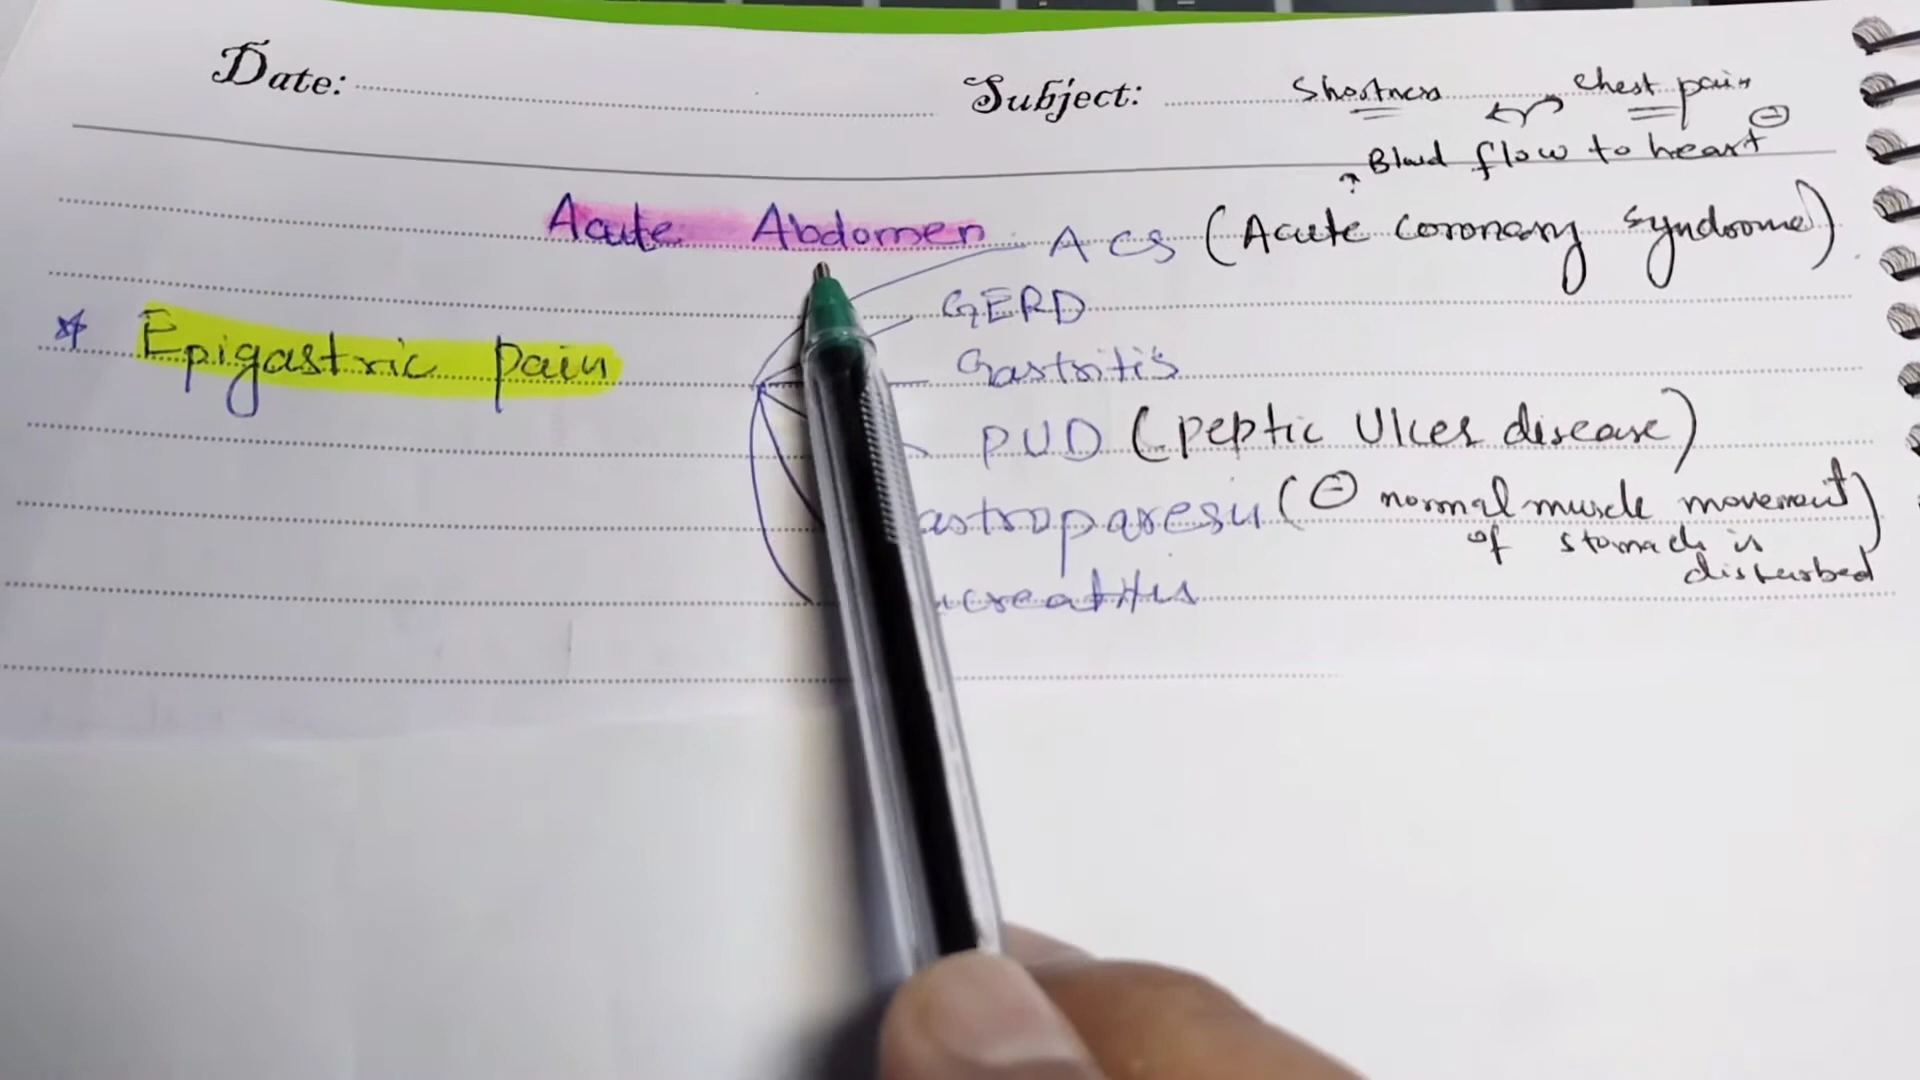 Date: Subject: Shortness chest pain
Blood flow to heart ⊖
Acute Abdomen
ACS (Acute coronary syndrome)
* Epigastric pain
GERD
Gastritis
PUD (peptic Ulcer disease)
astroparesis (⊖ normal muscle movement
of stomach is
disturbed
creatitis